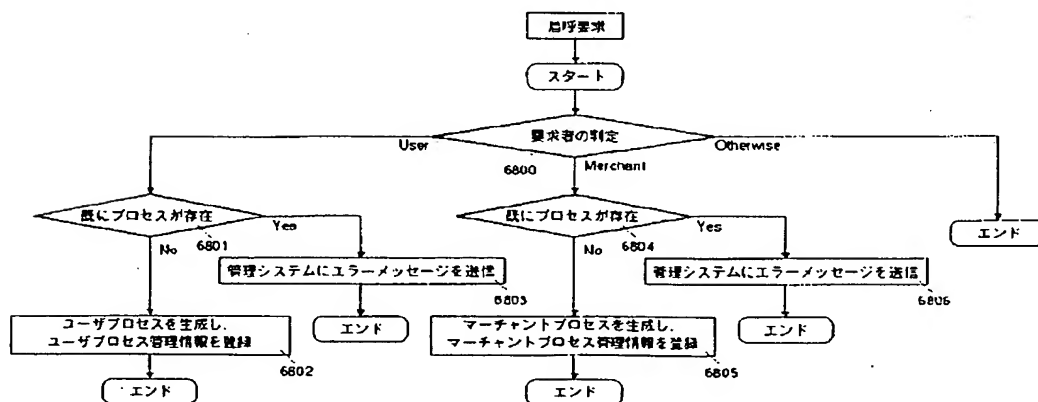 局呼要求
スタート
要求者の判定
User
Otherwise
6800
Merchant
既にプロセスが存在
Yes
6801
No
既にプロセスが存在
Yes
6804
No
エンド
管理システムにエラーメッセージを送信
6803
管理システムにエラーメッセージを送信
6806
ユーザプロセスを生成し、
ユーザプロセス管理情報を登録
6802
エンド
マーチャントプロセスを生成し、
マーチャントプロセス管理情報を登録
6805
エンド
エンド
エンド